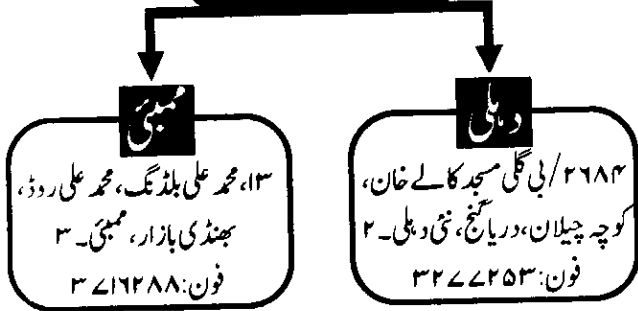 دہلی
۲۶۸۴/بی گلی مسجد کالے خان،
کوچہ چیلان، دریا گنج، نئی دہلی۔۲
فون: ۳۲۷۷۲۵۳
ممبئی
۱۳، محمد علی بلڈنگ، محمد علی روڈ،
بھنڈی بازار، ممبئی۔۳
فون: ۳۷۱۶۲۸۸